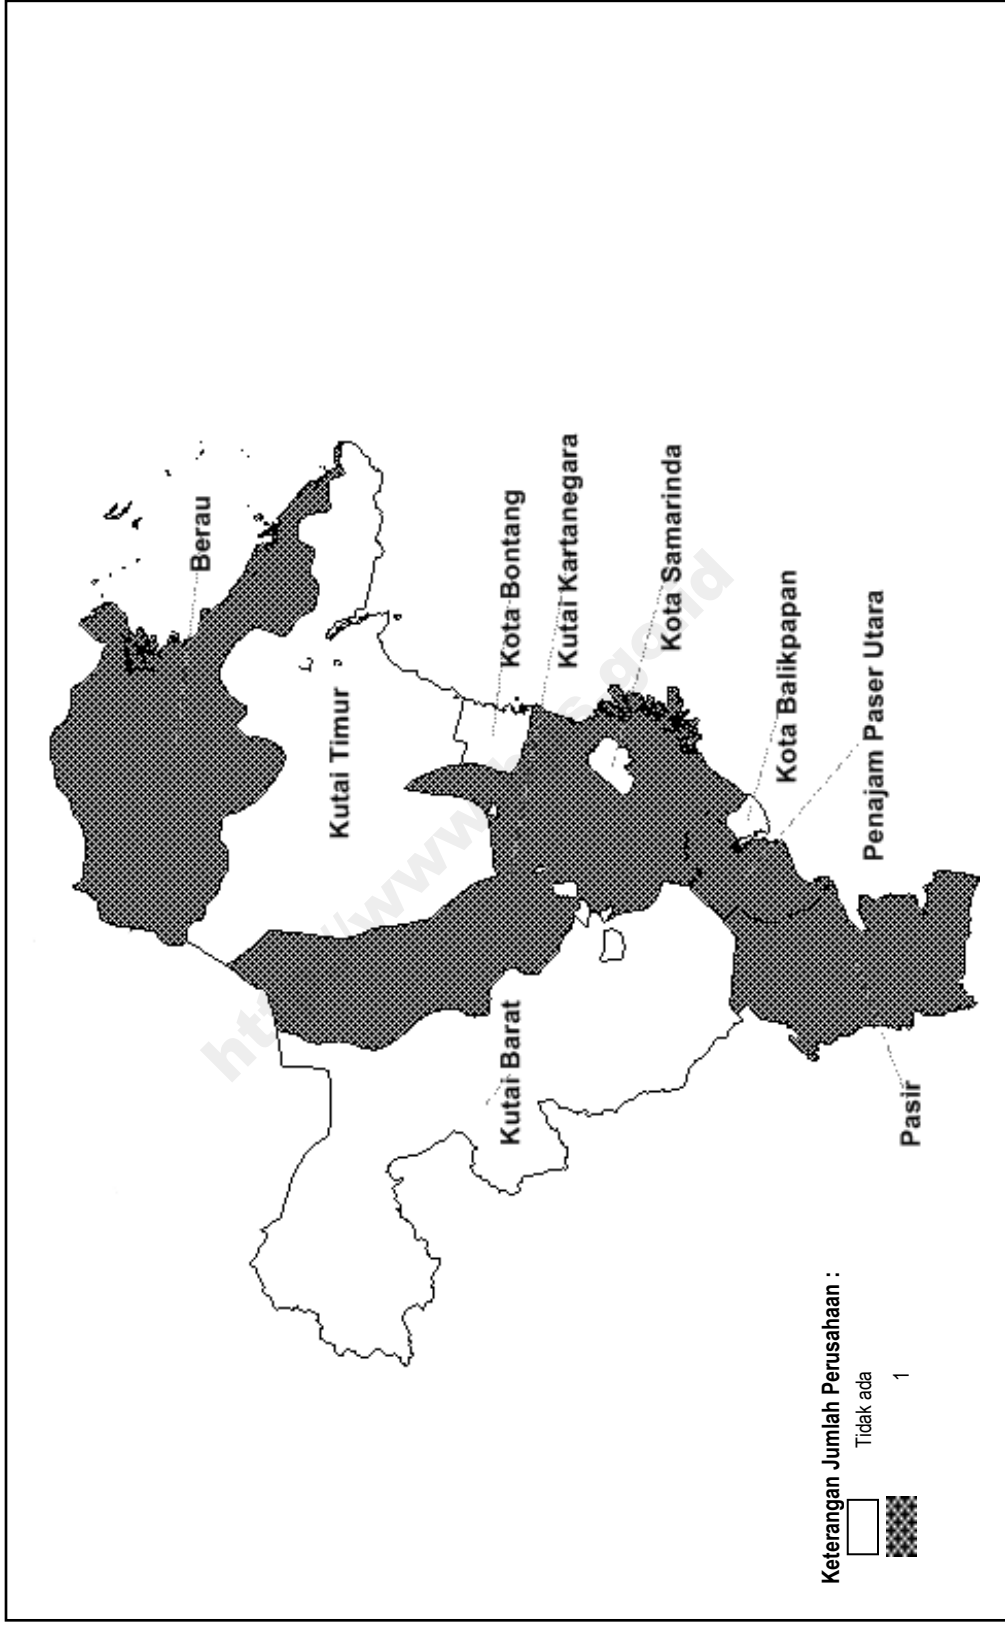 Berau
Kutai Timur
Kota Bontang
Kutai Kartanegara
Kutai Barat
Kota Samarinda
Kota Balikpapan
Penajam Paser Utara
Pasir
Keterangan Jumlah Perusahaan :
Tidak ada
1